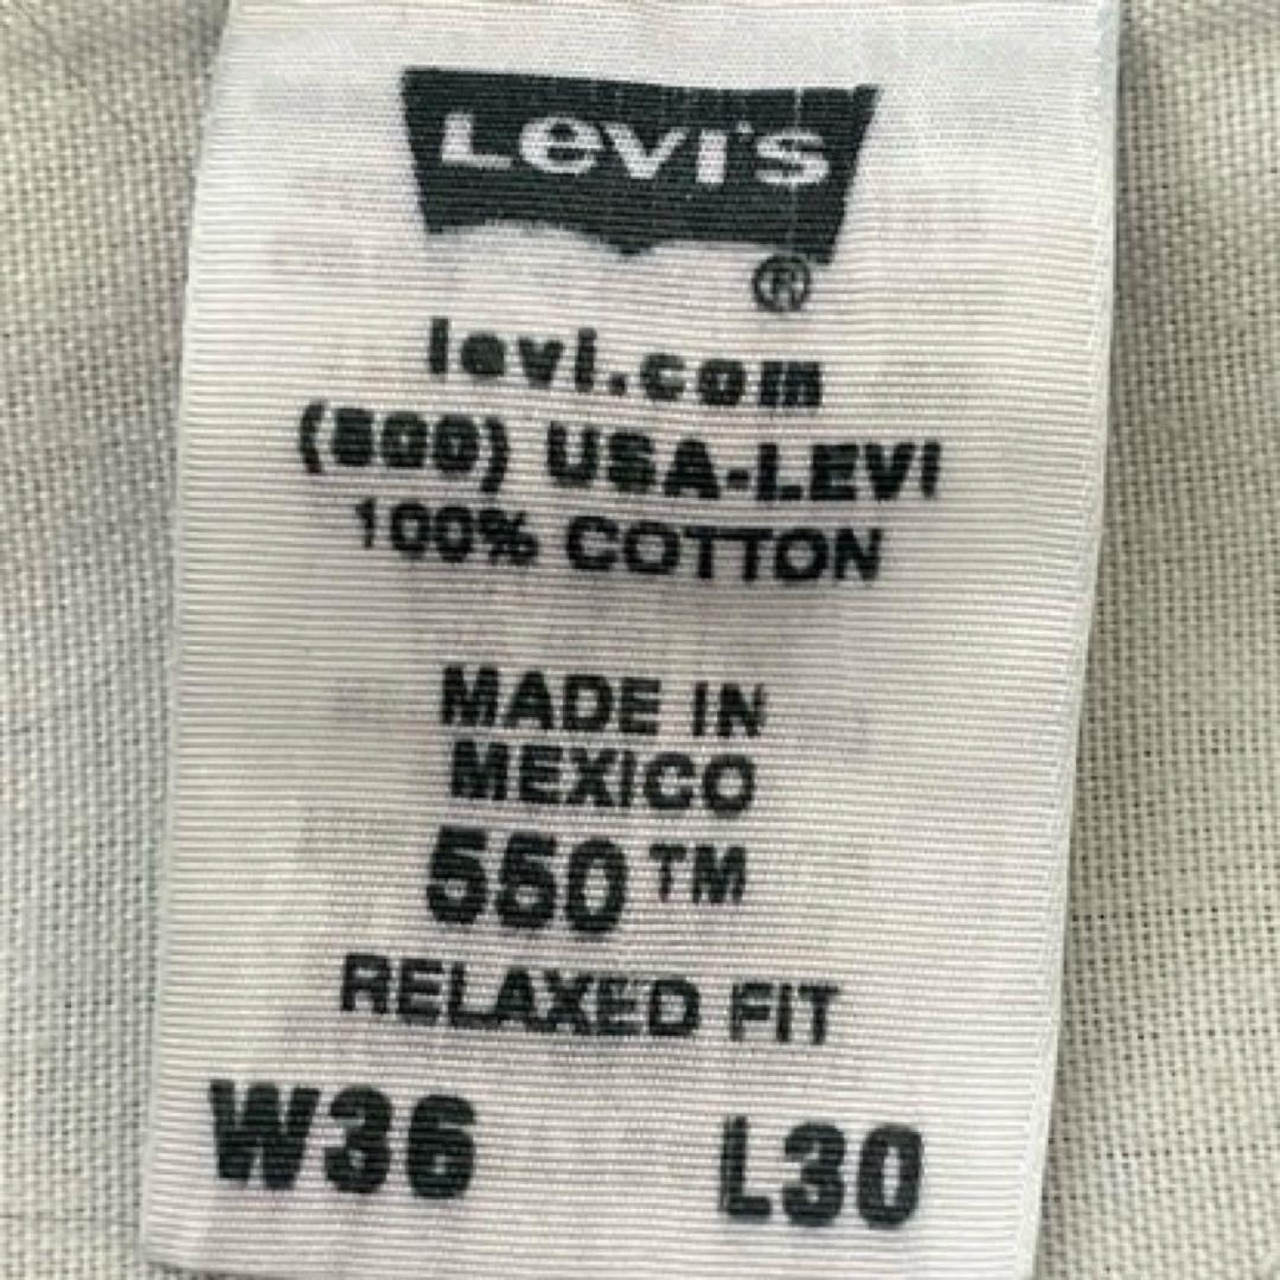 Levi's
®
levi.com
(800) USA-LEVI
100% COTTON
MADE IN
MEXICO
550™
RELAXED FIT
W36 L30